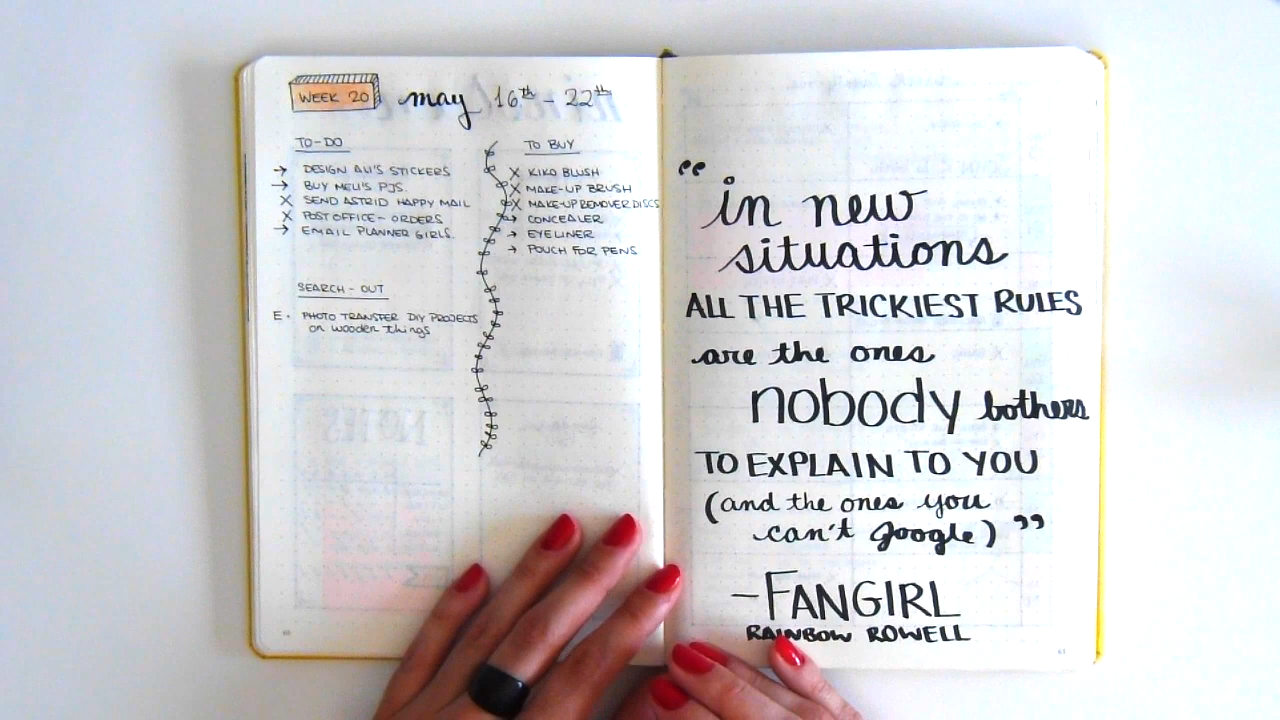 WEEK 20 may 16th - 22th
TO-DO
→ DESIGN ALI'S STICKERS
→ BUY MELI'S PJS.
X SEND ASTRID HAPPY MAIL
X POST OFFICE - ORDERS
→ EMAIL PLANNER GIRLS.
SEARCH - OUT
E. PHOTO TRANSFER DIY PROJECTS
on wooden things
TO BUY
X KIKO BLUSH
X MAKE-UP BRUSH
X MAKE-UP REMOVER DISCS
→ CONCEALER
→ EYELINER
→ POUCH FOR PENS
“in new
situations
ALL THE TRICKIEST RULES
are the ones
nobody bothers
TO EXPLAIN TO YOU
(and the ones you
can't google)”
-FANGIRL
RAINBOW ROWELL
61